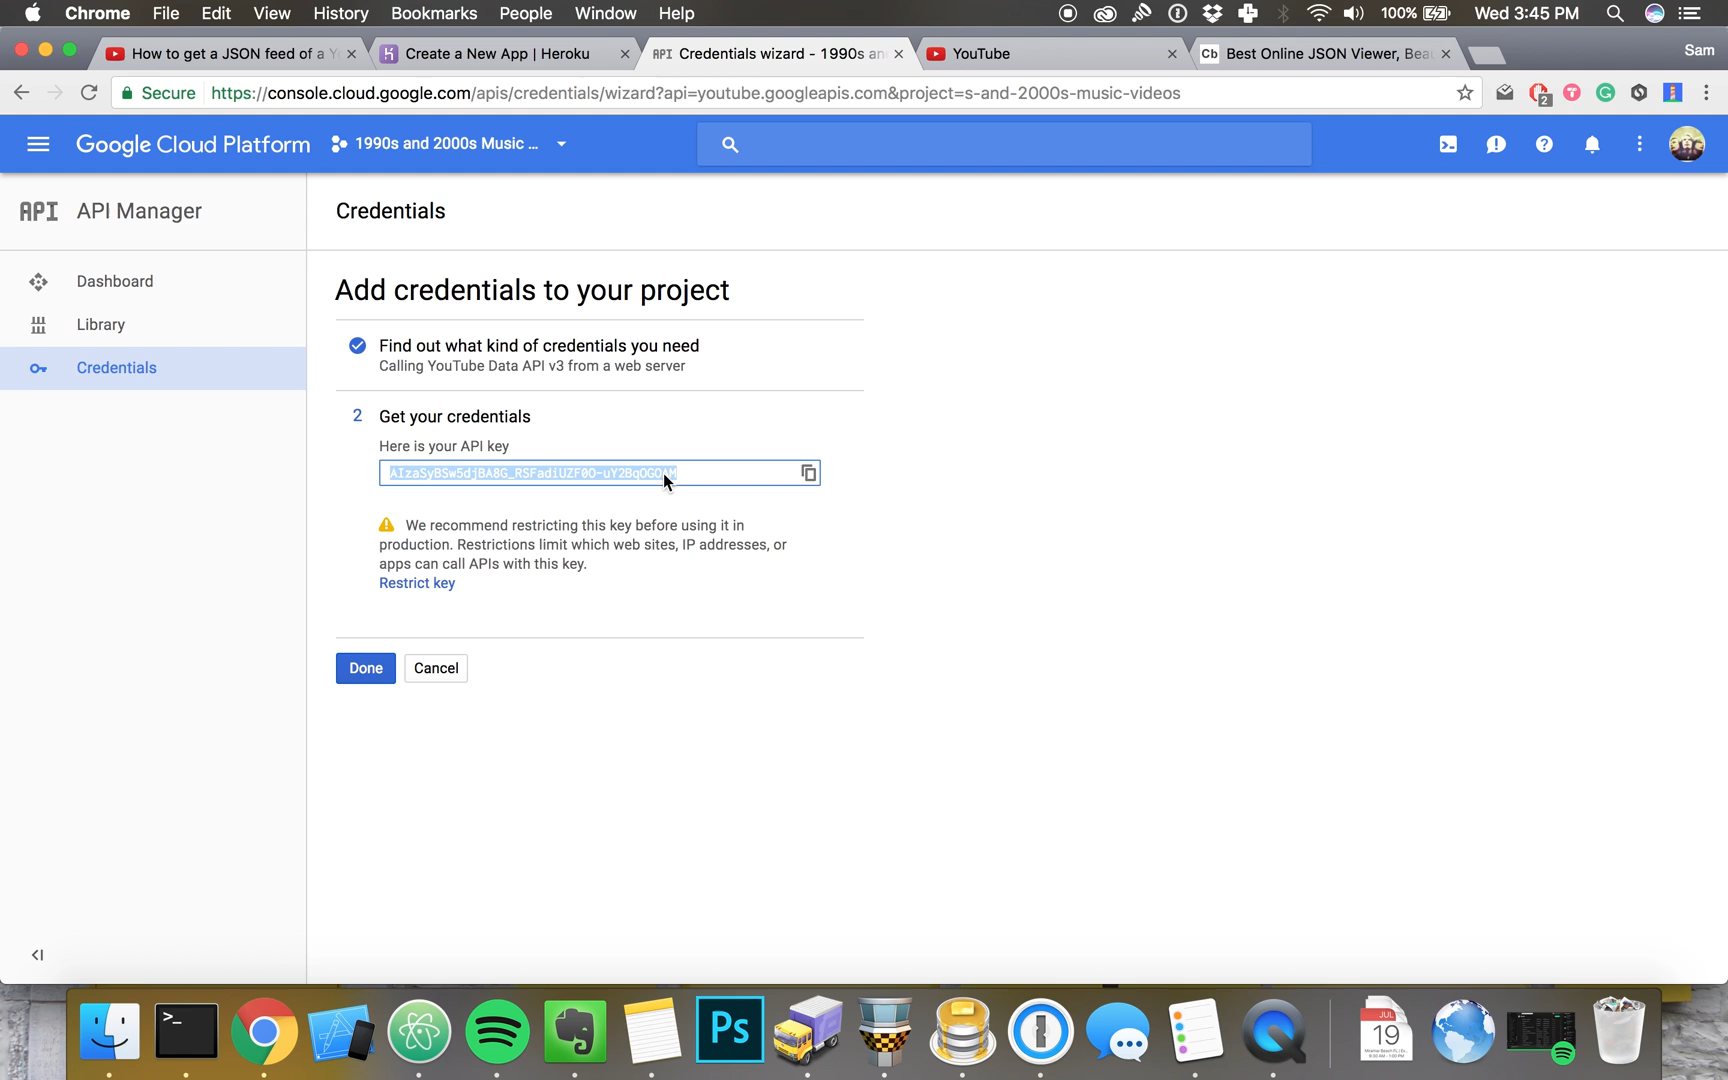 Chrome File Edit View History Bookmarks People Window Help 100% Wed 3:45 PM
How to get a JSON feed of a Create a New App | Heroku API Credentials wizard - 1990s YouTube Cb Best Online JSON Viewer, Sam
Secure https://console.cloud.google.com/apis/credentials/wizard?api=youtube.googleapis.com&project=s-and-2000s-music-videos 2
Google Cloud Platform 1990s and 2000s Music ...
API API Manager
Credentials
Dashboard
Library
Credentials
Add credentials to your project
Find out what kind of credentials you need
Calling YouTube Data API v3 from a web server
2 Get your credentials
Here is your API key
We recommend restricting this key before using it in
production. Restrictions limit which web sites, IP addresses, or
apps can call APIs with this key.
Restrict key
Done Cancel
>_
Ps
JUL
19